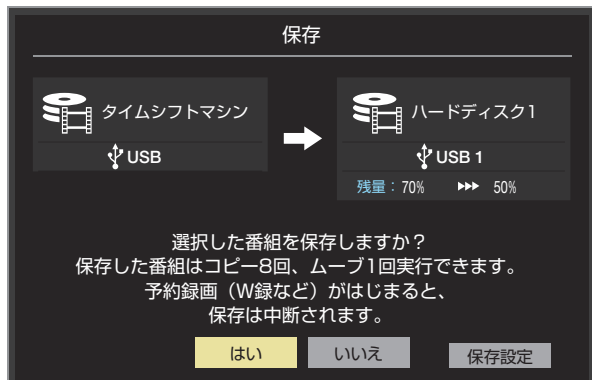 保存
タイムシフトマシン
USB
ハードディスク1
USB 1
残量：70% ▸▸▸ 50%
選択した番組を保存しますか？
保存した番組はコピー8回、ムーブ1回実行できます。
予約録画（W録など）がはじまると、
保存は中断されます。
はい
いいえ
保存設定